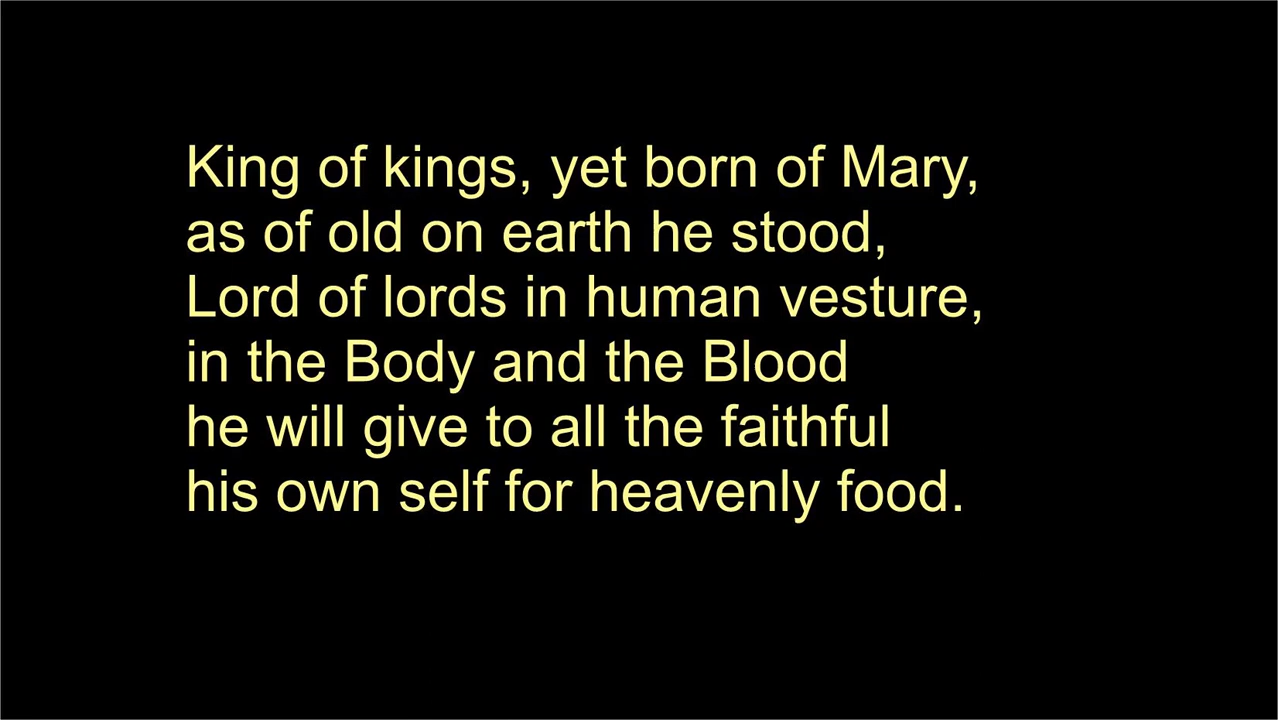 King of kings, yet born of Mary,
as of old on earth he stood,
Lord of lords in human vesture,
in the Body and the Blood
he will give to all the faithful
his own self for heavenly food.